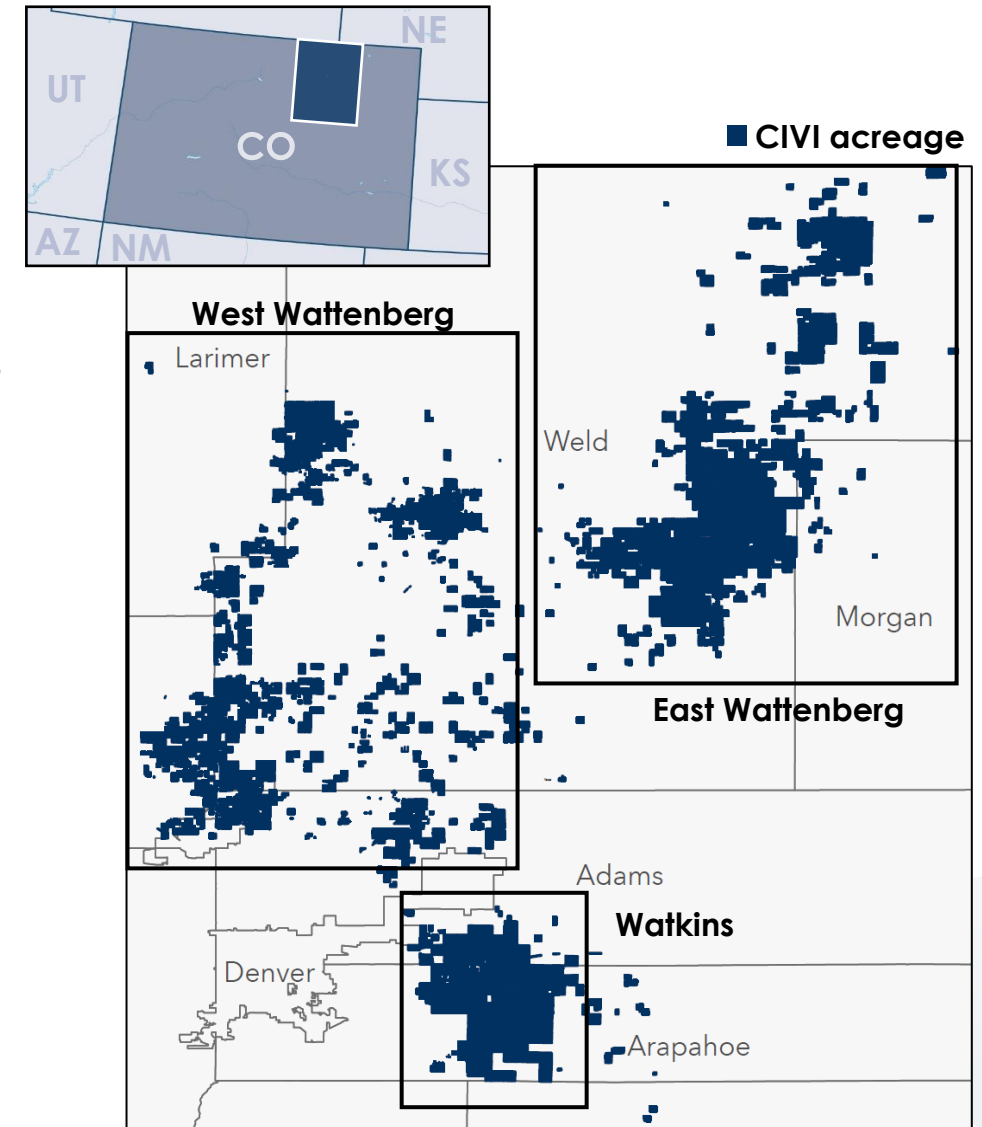 NE
UT
CO
KS
AZ
NM
CIVI acreage
West Wattenberg
Larimer
Weld
Morgan
East Wattenberg
Adams
Watkins
Denver
Arapahoe